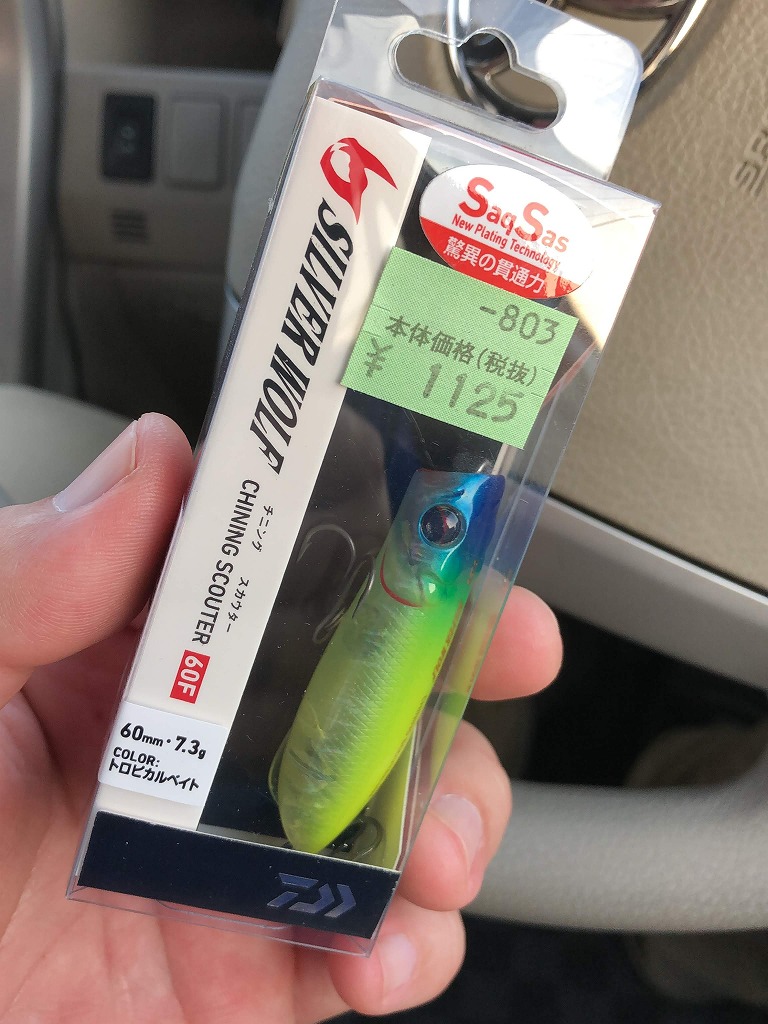 SaqSas
New Plating Technology
驚異の貫通力
-803
本体価格(税抜)
¥ 1125
SILVER WOLF
チニング スカウター
CHINING SCOUTER 60F
60mm・7.3g
COLOR:
トロピカルベイト
SR